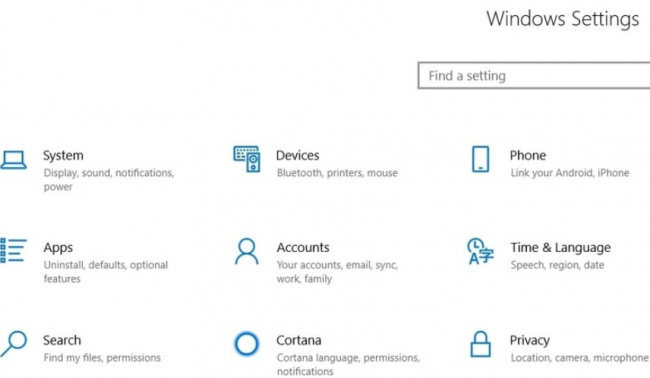 Windows Settings
Find a setting
System
Display, sound, notifications,
power
Devices
Bluetooth, printers, mouse
Phone
Link your Android, iPhone
Apps
Uninstall, defaults, optional
features
Accounts
Your accounts, email, sync,
work, family
Time & Language
Speech, region, date
Search
Find my files, permissions
Cortana
Cortana language, permissions,
notifications
Privacy
Location, camera, microphone